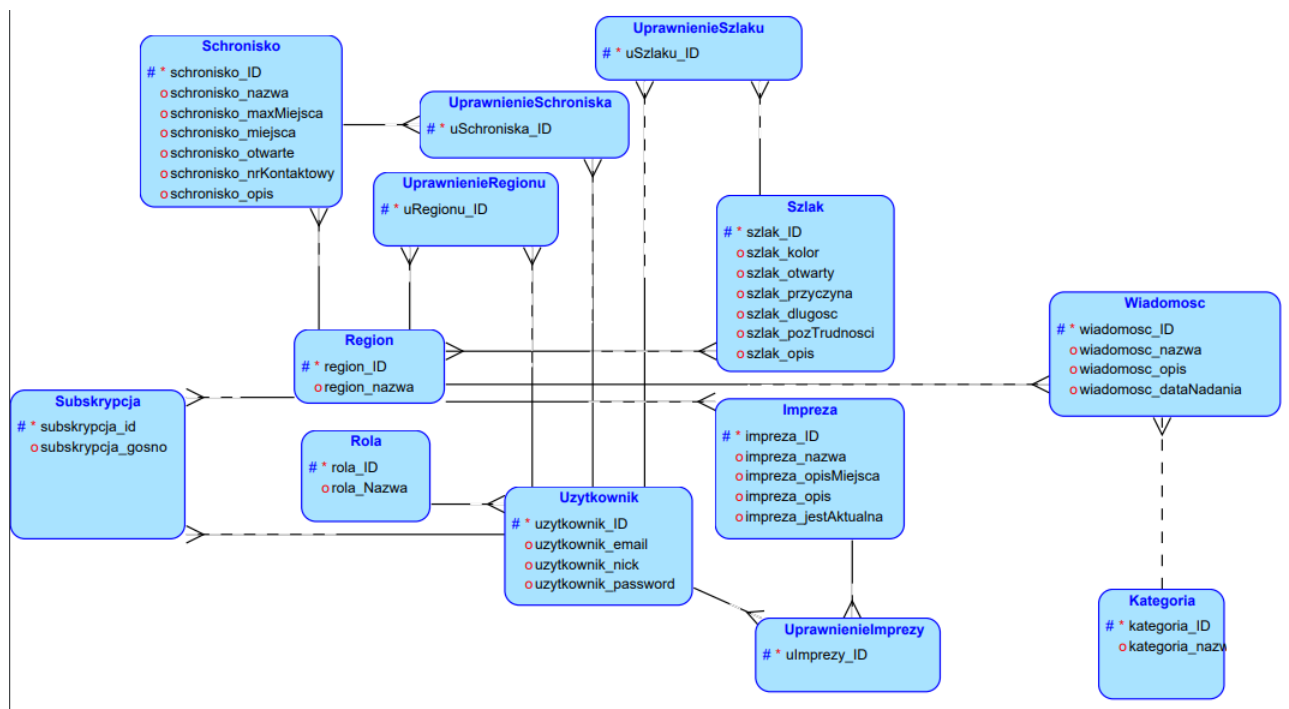 Schronisko
# * schronisko_ID
o schronisko_nazwa
o schronisko_maxMiejsca
o schronisko_miejsca
o schronisko_otwarte
o schronisko_nrKontaktowy
o schronisko_opis
UprawnienieSzlaku
# * uSzlaku_ID
UprawnienieSchroniska
# * uSchroniska_ID
UprawnienieRegionu
# * uRegionu_ID
Szlak
# * szlak_ID
o szlak_kolor
o szlak_otwarty
o szlak_przyczyna
o szlak_dlugosc
o szlak_pozTrudnosci
o szlak_opis
Wiadomosc
# * wiadomosc_ID
o wiadomosc_nazwa
o wiadomosc_opis
o wiadomosc_dataNadania
Region
# * region_ID
o region_nazwa
Subskrypcja
# * subskrypcja_id
o subskrypcja_gosno
Rola
# * rola_ID
o rola_Nazwa
Impreza
# * impreza_ID
o impreza_nazwa
o impreza_opisMiejsca
o impreza_opis
o impreza_jestAktualna
Uzytkownik
# * uzytkownik_ID
o uzytkownik_email
o uzytkownik_nick
o uzytkownik_password
UprawnienieImprezy
# * uImprezy_ID
Kategoria
# * kategoria_ID
o kategoria_nazw